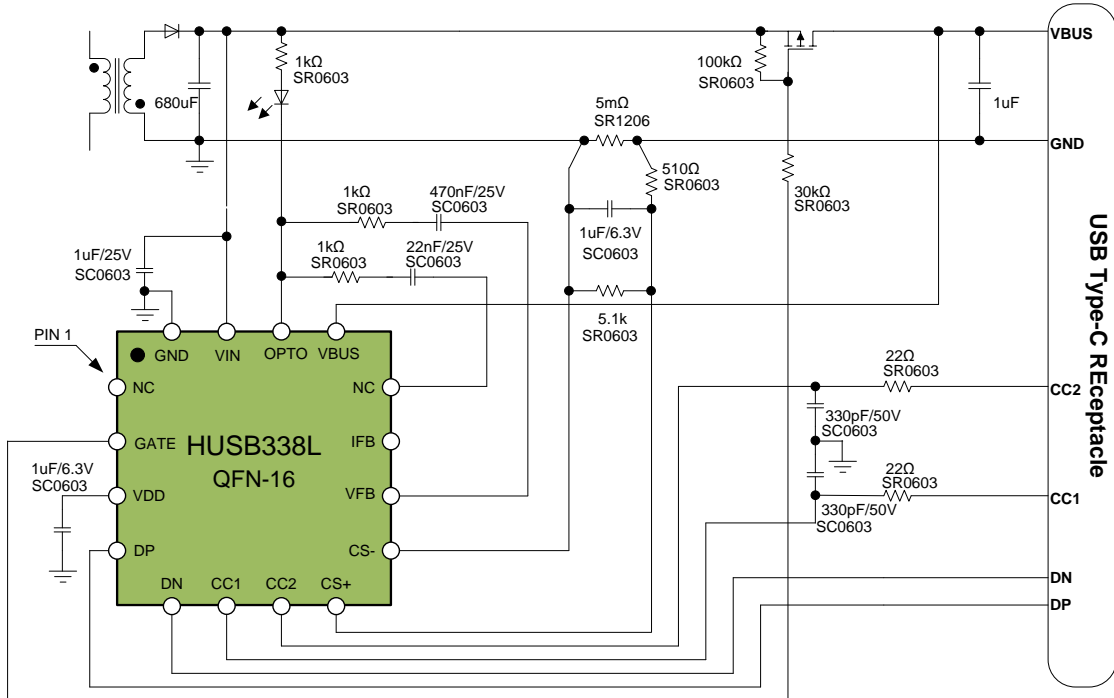 VBUS
1kΩ
SR0603
100kΩ
SR0603
680uF
5mΩ
SR1206
1uF
GND
510Ω
SR0603
30kΩ
SR0603
1kΩ
SR0603
470nF/25V
SC0603
1uF/6.3V
SC0603
1kΩ
SR0603
22nF/25V
SC0603
1uF/25V
SC0603
5.1k
SR0603
USB Type-C REceptacle
PIN 1
GND
VIN
OPTO
VBUS
NC
NC
22Ω
SR0603
CC2
330pF/50V
SC0603
GATE
HUSB338L
QFN-16
IFB
1uF/6.3V
SC0603
VDD
VFB
22Ω
SR0603
CC1
330pF/50V
SC0603
DP
CS-
DN
CC1
CC2
CS+
DN
DP